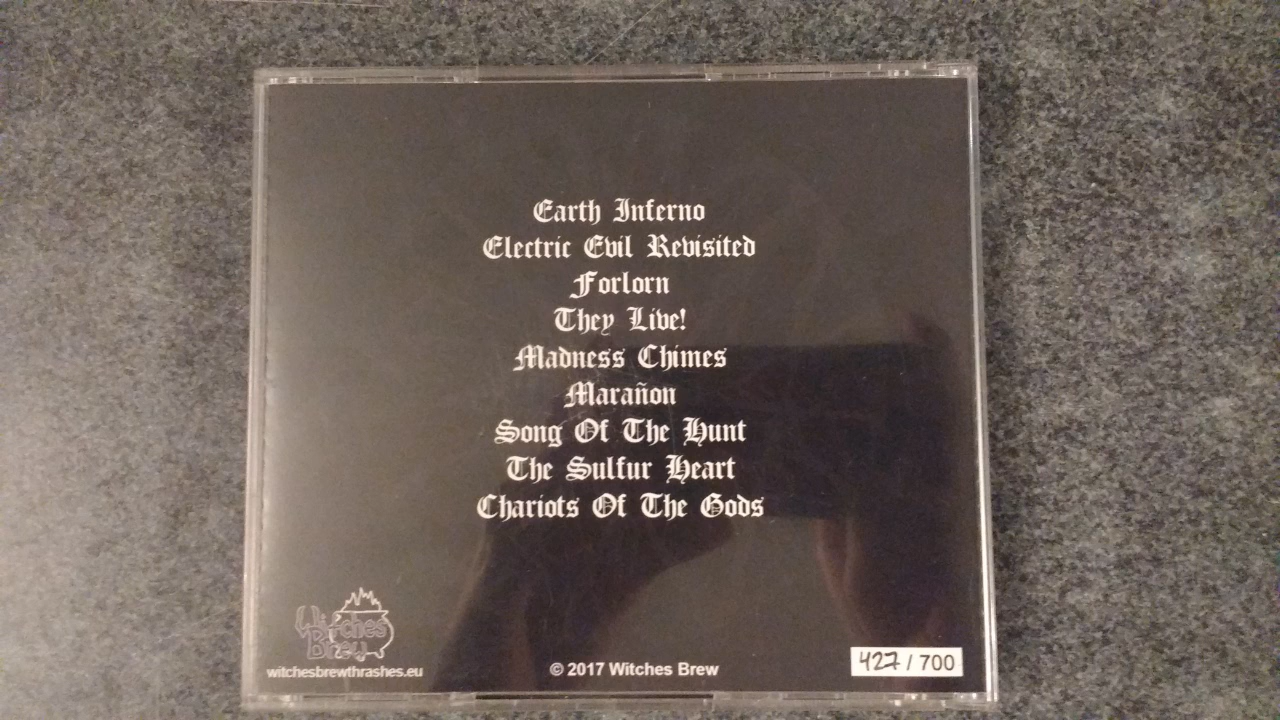 Earth Inferno
Electric Evil Revisited
Forlorn
They Live!
Madness Chimes
Marañon
Song Of The Hunt
The Sulfur Heart
Chariots Of The Gods
Witches
Brew
witchesbrewthrashes.eu
© 2017 Witches Brew
427 / 700